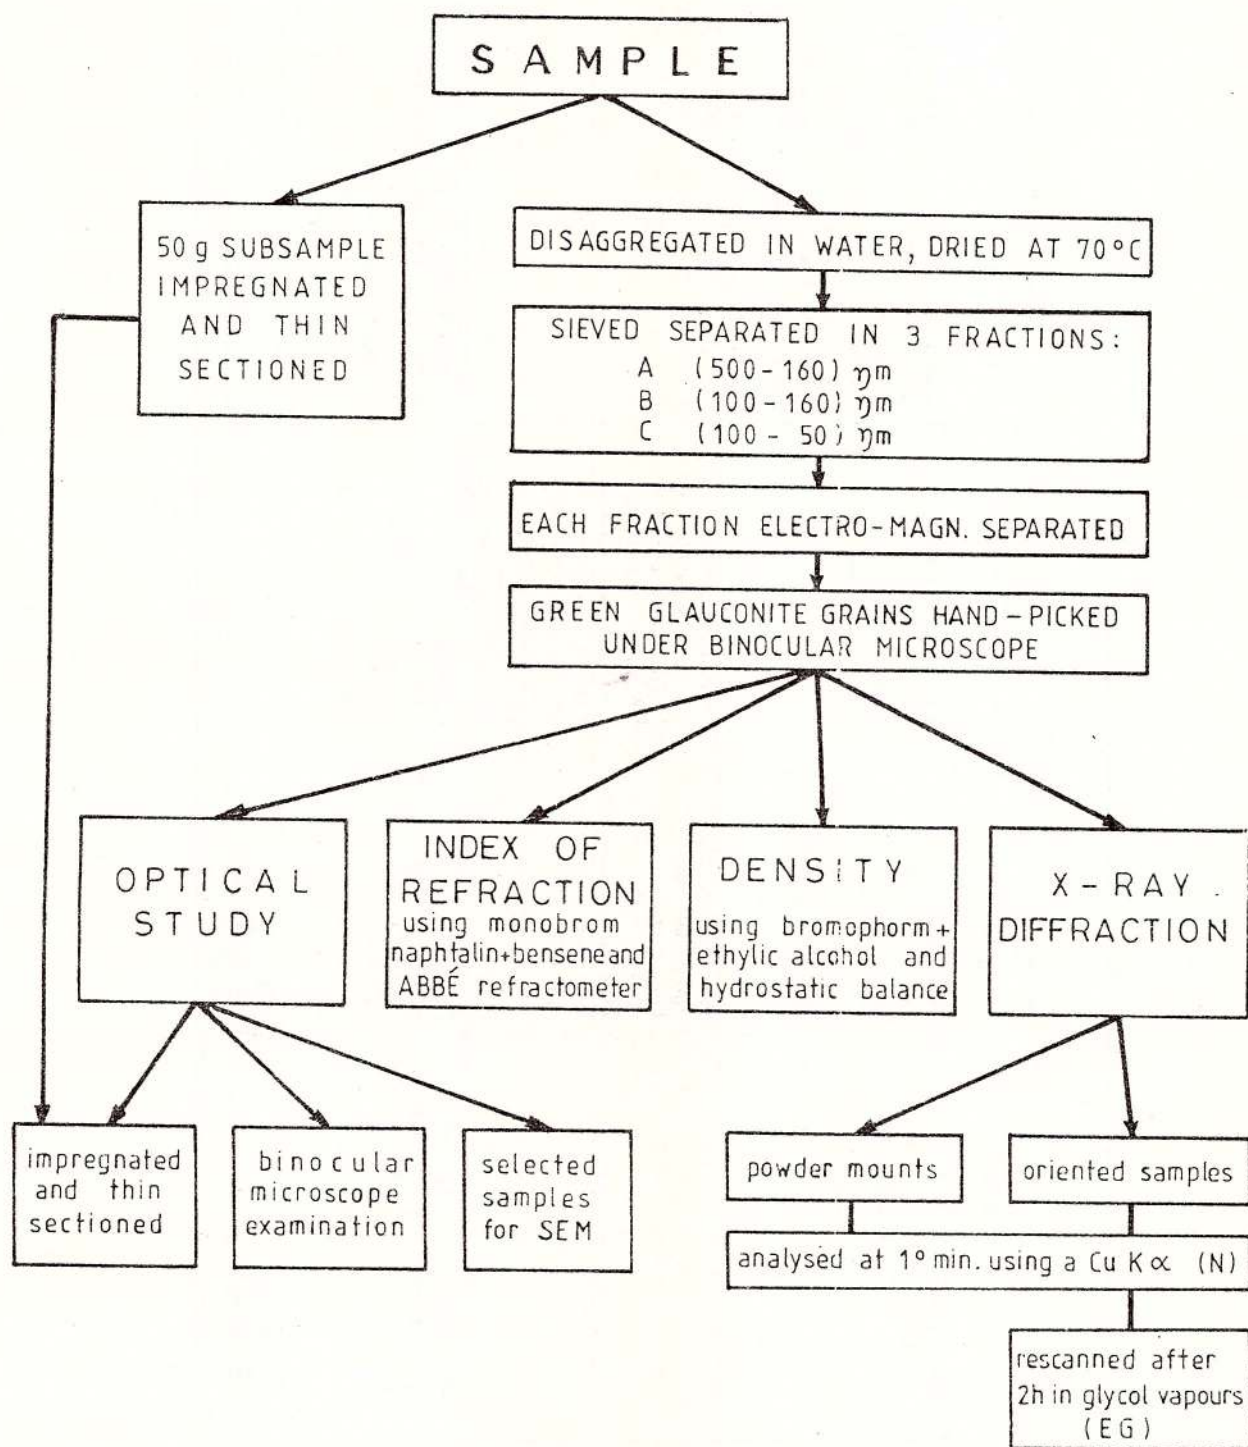 SAMPLE
50 g SUBSAMPLE
IMPREGNATED
AND THIN
SECTIONED
DISAGGREGATED IN WATER, DRIED AT 70°C
SIEVED SEPARATED IN 3 FRACTIONS:
A (500-160) ηm
B (100-160) ηm
C (100-50) ηm
EACH FRACTION ELECTRO-MAGN. SEPARATED
GREEN GLAUCONITE GRAINS HAND-PICKED
UNDER BINOCULAR MICROSCOPE
OPTICAL
STUDY
INDEX OF
REFRACTION
using monobrom
naphtalin+bensene and
ABBÉ refractometer
DENSITY
using bromophorm+
ethylic alcohol and
hydrostatic balance
X-RAY
DIFFRACTION
impregnated
and thin
sectioned
binocular
microscope
examination
selected
samples
for SEM
powder mounts
oriented samples
analysed at 1° min. using a Cu K∝ (N)
rescanned after
2h in glycol vapours
(EG)